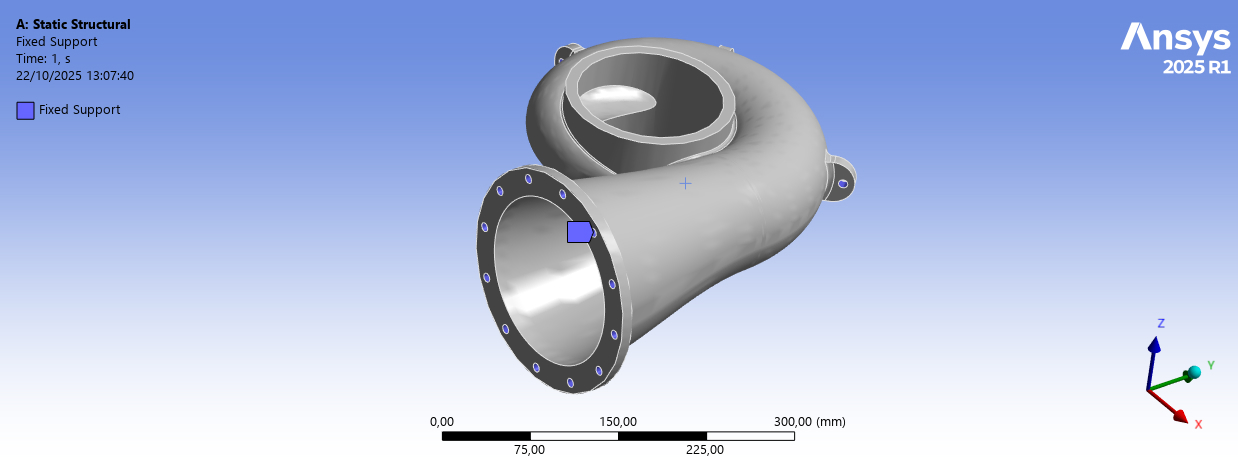 A: Static Structural
Fixed Support
Time: 1, s
22/10/2025 13:07:40
Fixed Support
Ansys
2025 R1
Z
Y
X
0,00 150,00 300,00 (mm)
75,00 225,00